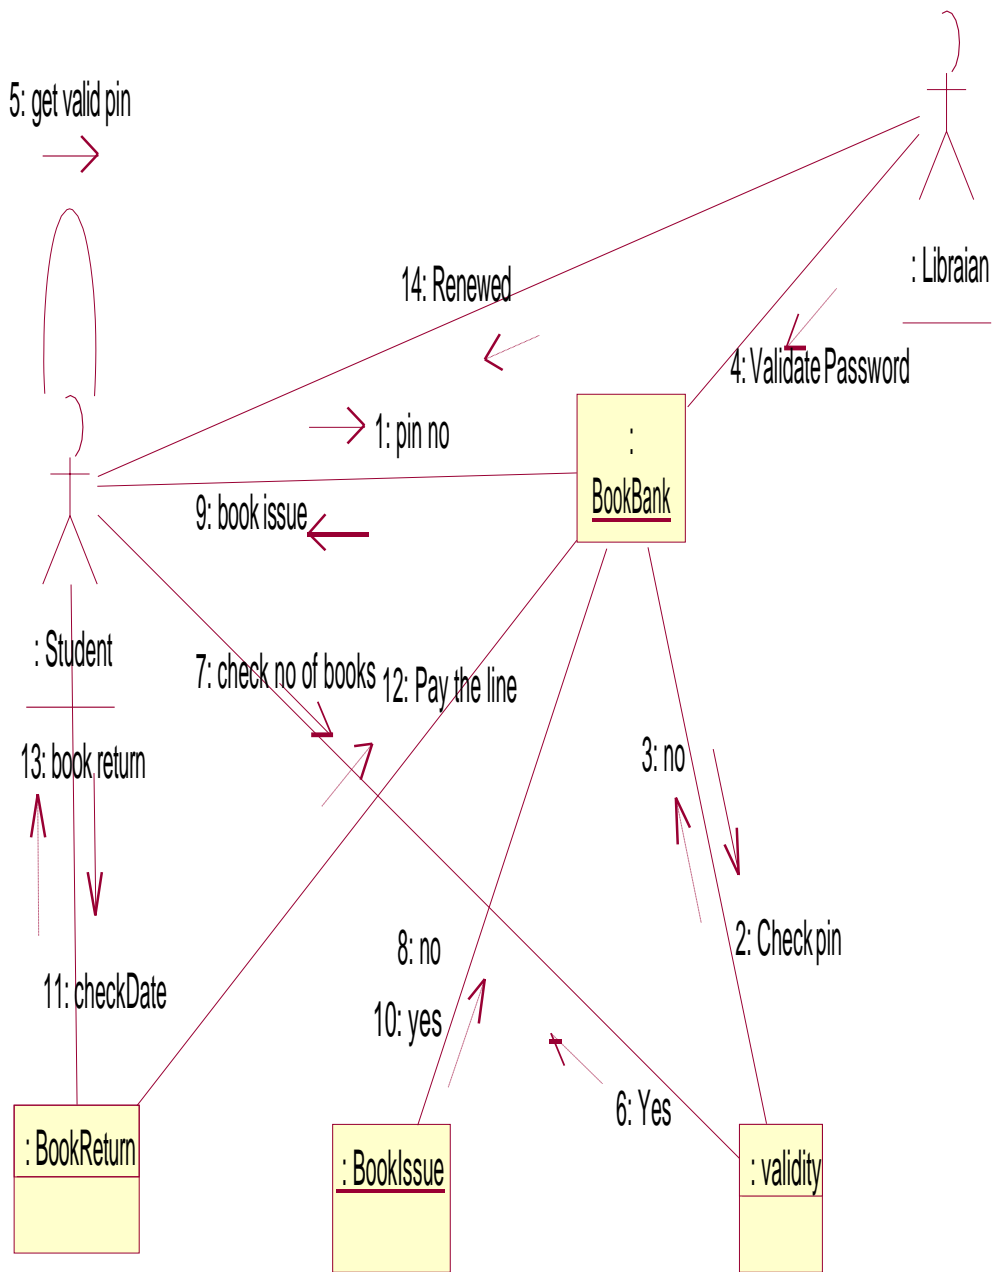 5: get valid pin
: Libraian
14: Renewed
4: Validate Password
1: pin no
:
BookBank
9: book issue
: Student
7: check no of books
12: Pay the line
13: book return
3: no
2: Check pin
8: no
11: checkDate
10: yes
6: Yes
: BookReturn
: BookIssue
: validity